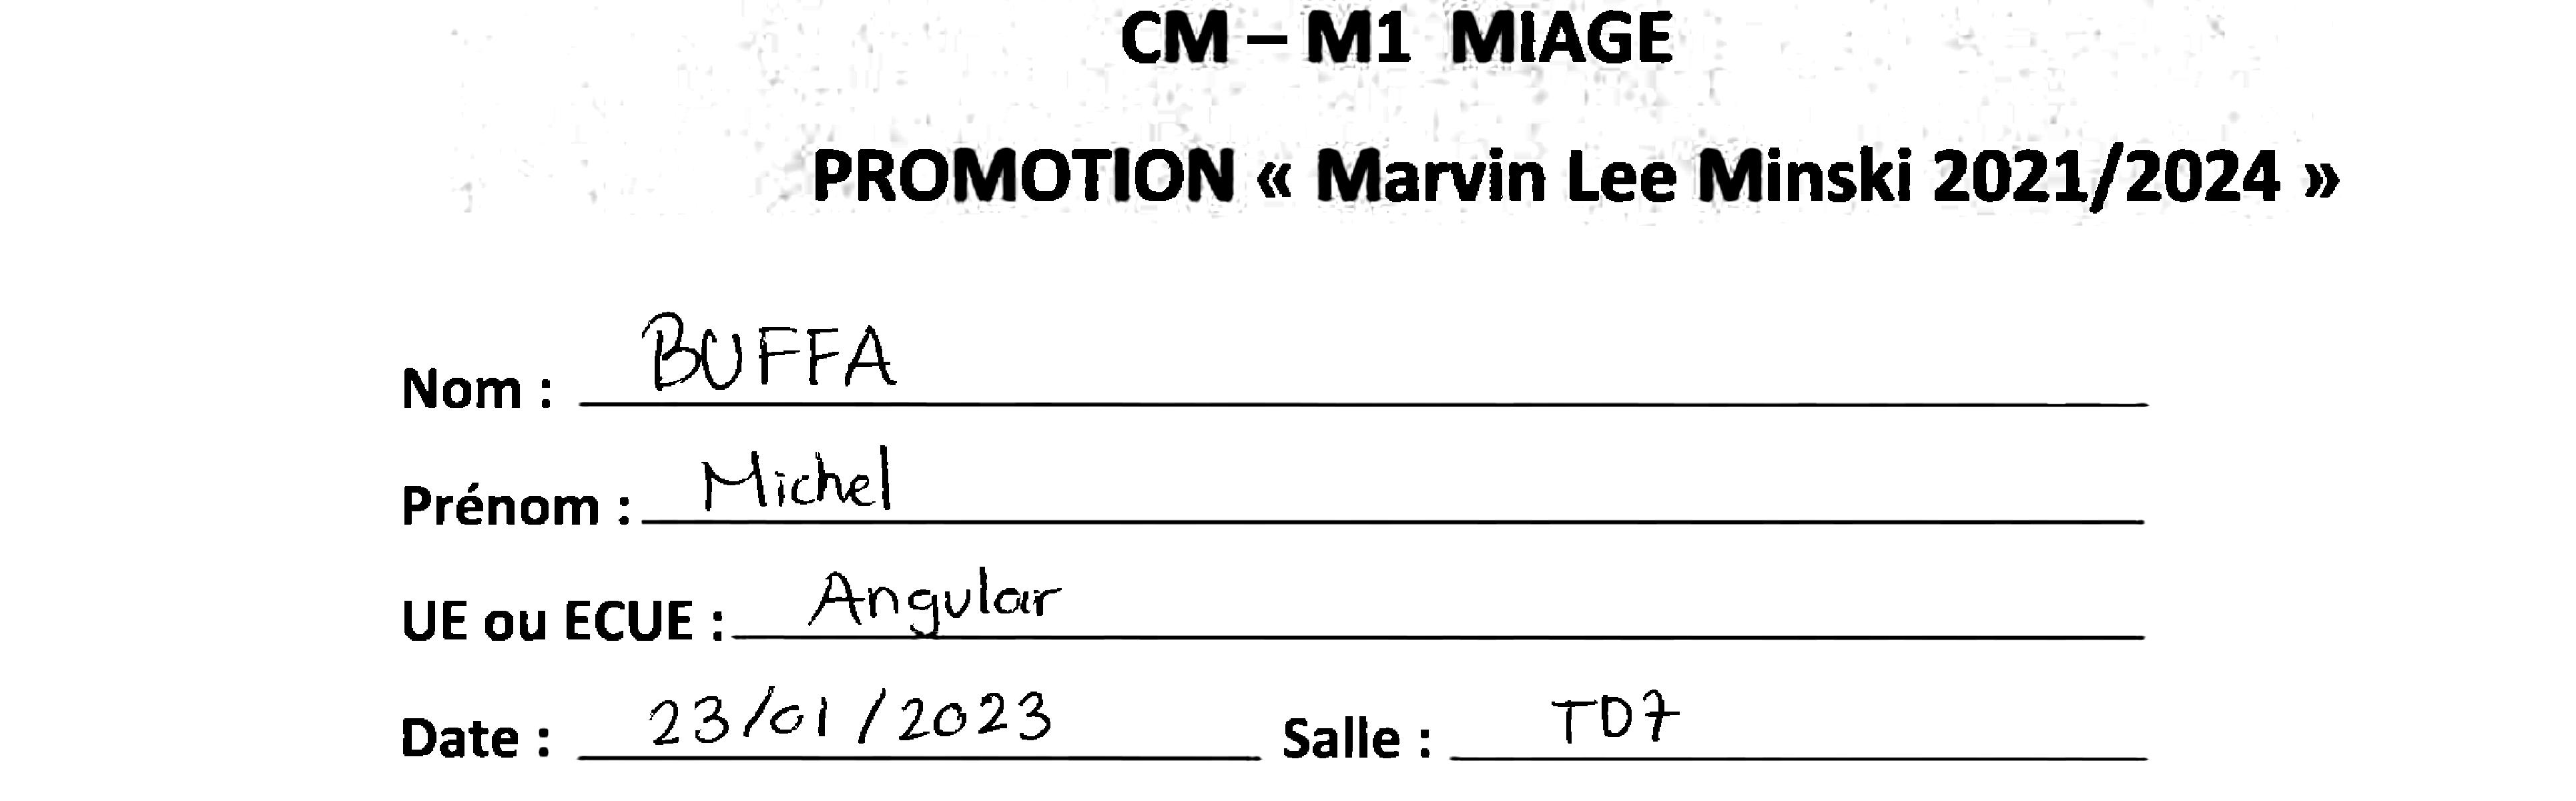 CM – M1 MIAGE
PROMOTION « Marvin Lee Minski 2021/2024 »
Nom : BUFFA
Prénom : Michel
UE ou ECUE : Angular
Date : 23/01/2023 Salle : TD7